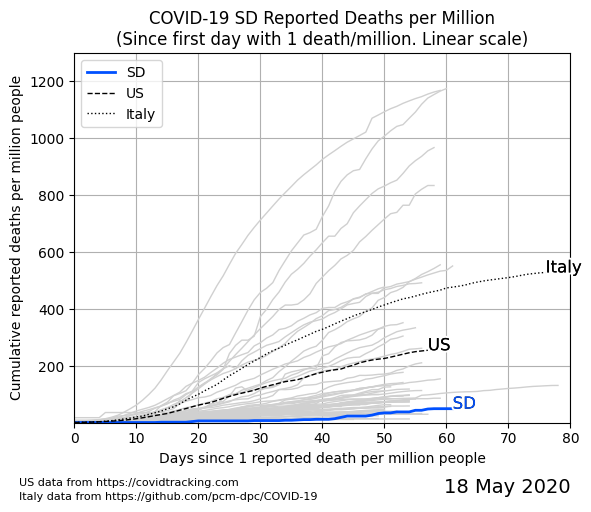 COVID-19 SD Reported Deaths per Million
(Since first day with 1 death/million. Linear scale)
Cumulative reported deaths per million people
1200
1000
800
600
400
200
SD
US
Italy
Italy
US
SD
0 10 20 30 40 50 60 70 80
Days since 1 reported death per million people
US data from https://covidtracking.com
Italy data from https://github.com/pcm-dpc/COVID-19
18 May 2020